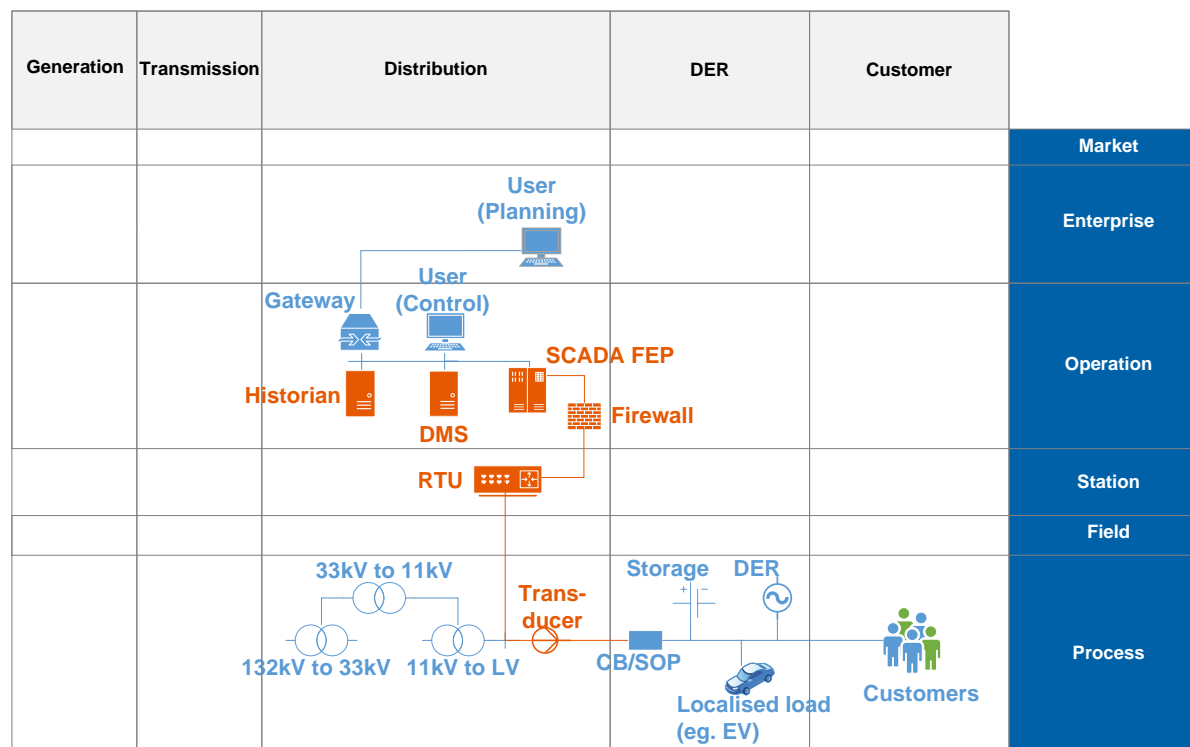 Generation
Transmission
Distribution
DER
Customer
Market
User
(Planning)
Enterprise
User
(Control)
Gateway
SCADA FEP
Operation
Historian
Firewall
DMS
RTU
Station
Field
33kV to 11kV
Storage
DER
Trans-
ducer
132kV to 33kV
11kV to LV
CB/SOP
+
-
Process
Customers
Localised load
(eg. EV)